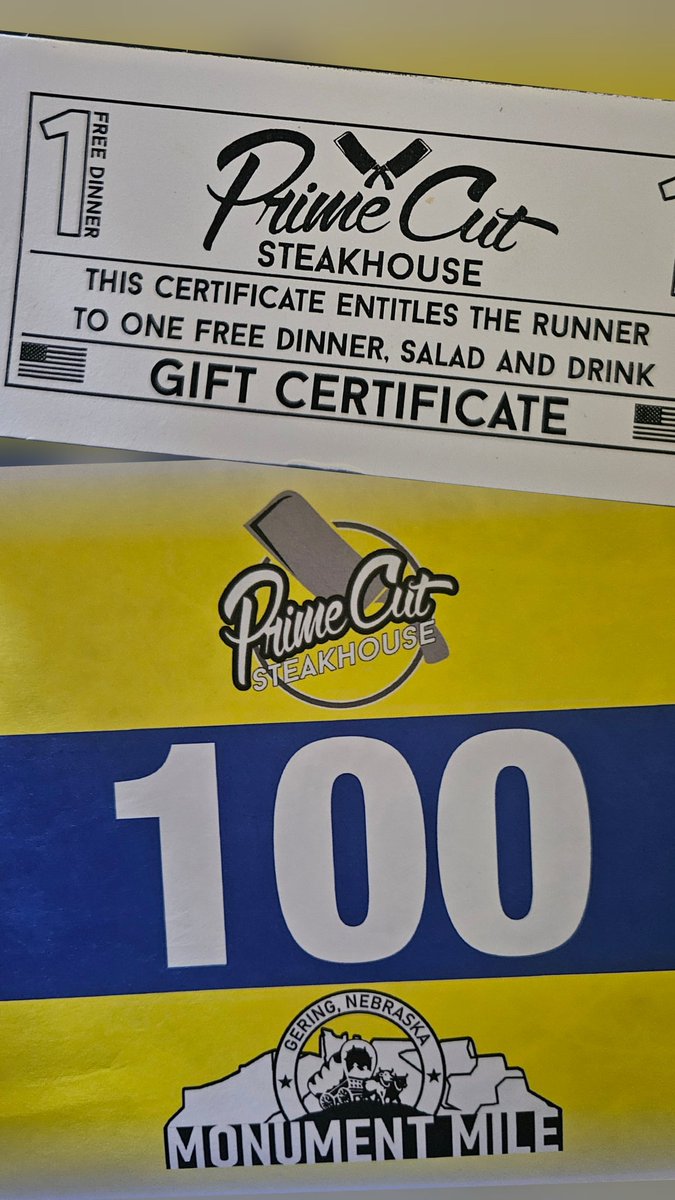 1
FREE DINNER
Prime Cut
STEAKHOUSE
THIS CERTIFICATE ENTITLES THE RUNNER
TO ONE FREE DINNER, SALAD AND DRINK
GIFT CERTIFICATE
Prime Cut
STEAKHOUSE
100
GERING, NEBRASKA
MONUMENT MILE